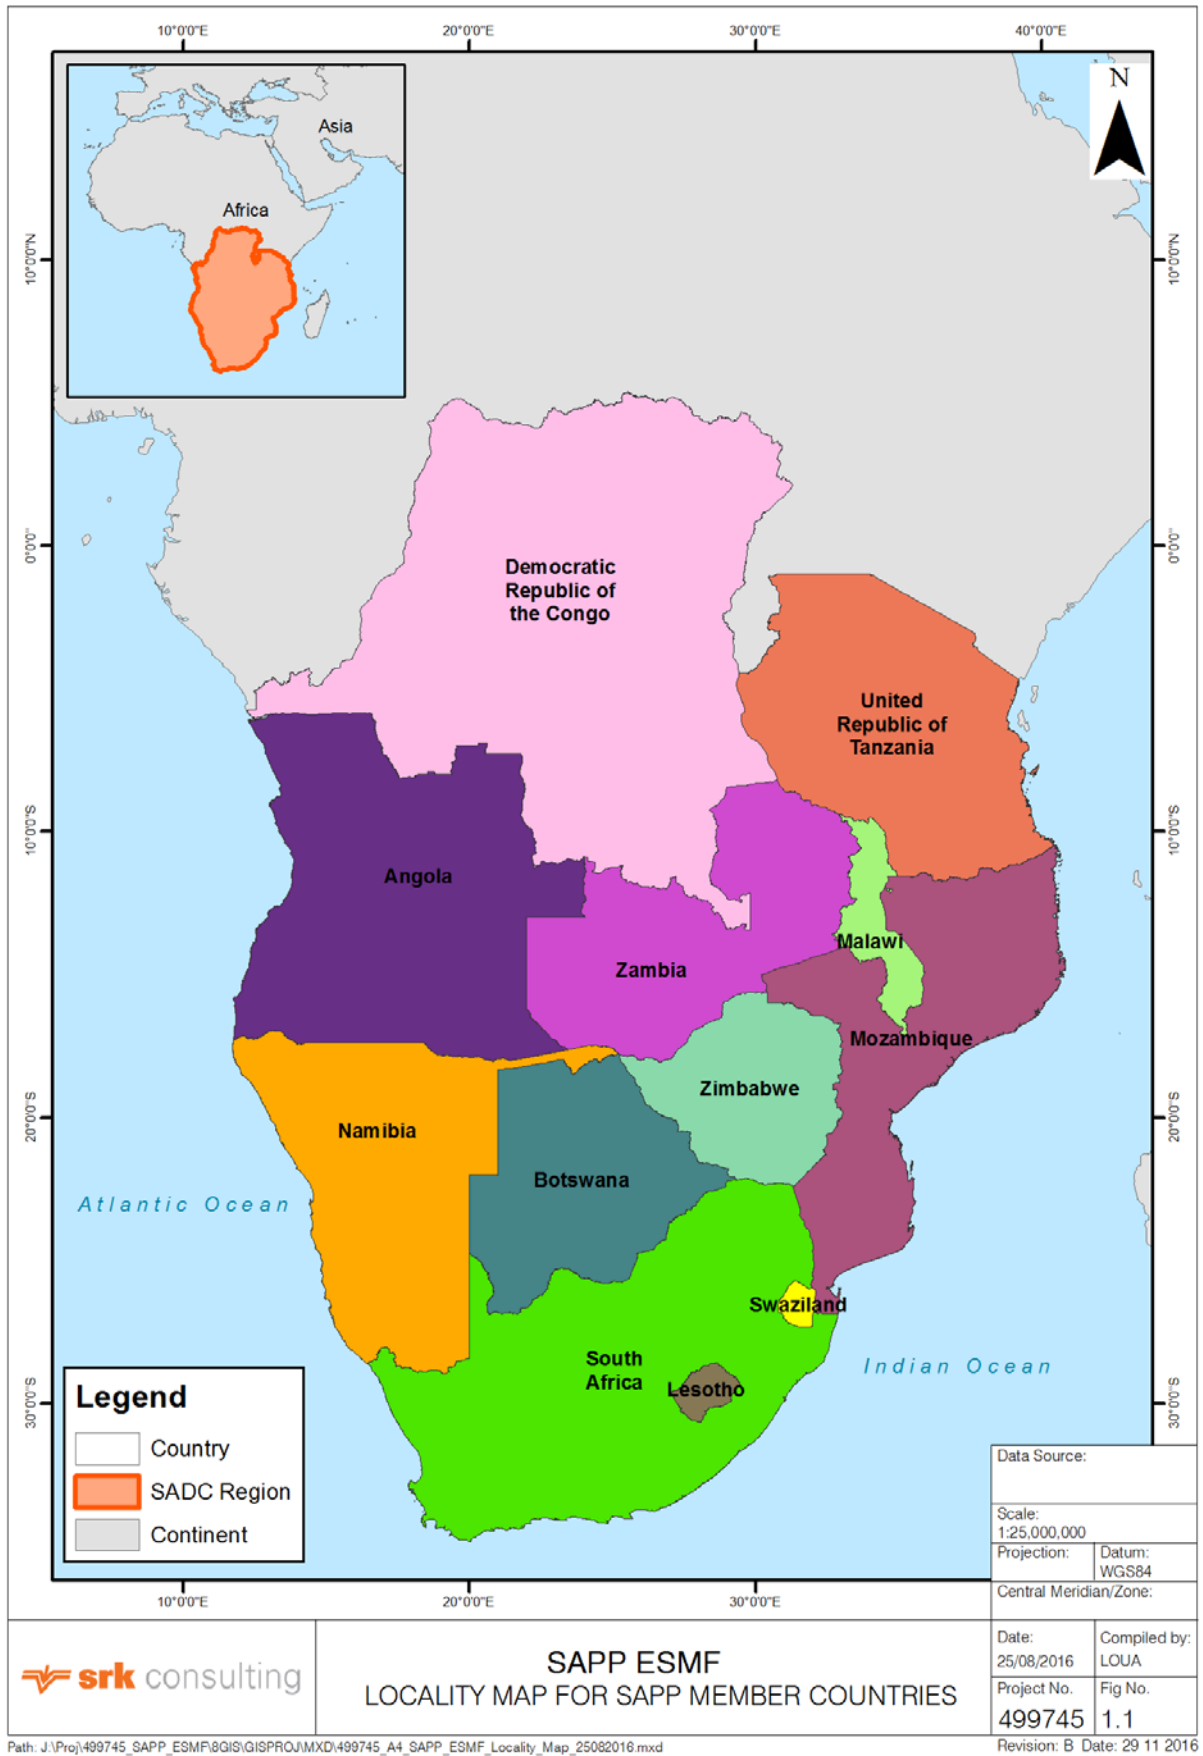 10°0'0"E
20°0'0"E
30°0'0"E
40°0'0"E
N
Asia
Africa
10°0'0"N
10°0'0"N
0°0'0"
0°0'0"
Democratic
Republic of
the Congo
United
Republic of
Tanzania
10°0'0"S
10°0'0"S
Angola
Malawi
Zambia
Mozambique
Zimbabwe
20°0'0"S
20°0'0"S
Namibia
Botswana
Atlantic Ocean
Swaziland
South
Africa
Lesotho
Indian Ocean
30°0'0"S
30°0'0"S
Legend
Country
SADC Region
Continent
10°0'0"E
20°0'0"E
30°0'0"E
Data Source:
Scale:
1:25,000,000
Projection:
Datum:
WGS84
Central Meridian/Zone:
Date:
25/08/2016
Compiled by:
LOUA
Project No.
499745
Fig No.
1.1
srk consulting
SAPP ESMF
LOCALITY MAP FOR SAPP MEMBER COUNTRIES
Path: J:\Proj\499745_SAPP_ESMF\8GIS\GISPROJ\MXD\499745_A4_SAPP_ESMF_Locality_Map_25082016.mxd
Revision: B Date: 29 11 2016